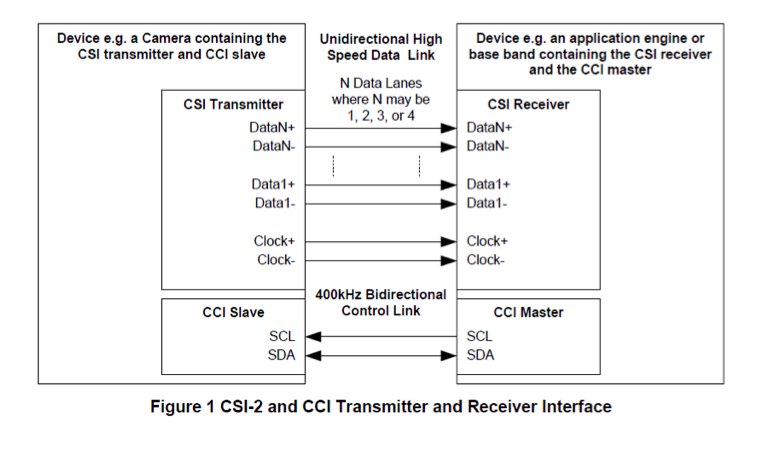 Device e.g. a Camera containing the
CSI transmitter and CCI slave
Unidirectional High
Speed Data Link
N Data Lanes
where N may be
1, 2, 3, or 4
Device e.g. an application engine or
base band containing the CSI receiver
and the CCI master
CSI Transmitter
DataN+
DataN-
Data1+
Data1-
Clock+
Clock-
CSI Receiver
DataN+
DataN-
Data1+
Data1-
Clock+
Clock-
400kHz Bidirectional
Control Link
CCI Slave
SCL
SDA
CCI Master
SCL
SDA
Figure 1 CSI-2 and CCI Transmitter and Receiver Interface